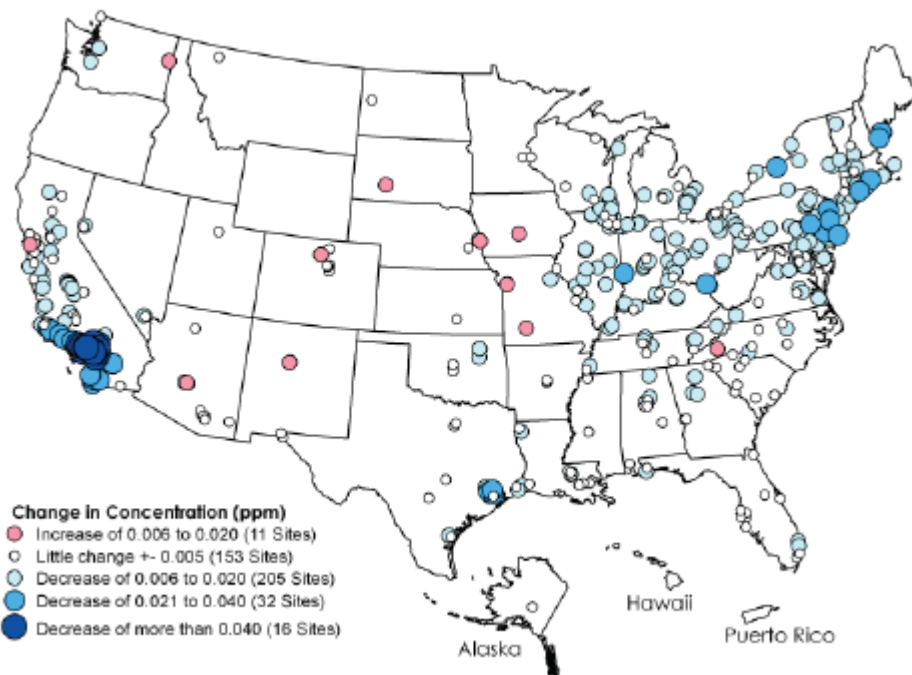 Change in Concentration (ppm)
Increase of 0.006 to 0.020 (11 Sites)
Little change +- 0.005 (153 Sites)
Decrease of 0.006 to 0.020 (205 Sites)
Decrease of 0.021 to 0.040 (32 Sites)
Decrease of more than 0.040 (16 Sites)
Alaska
Hawaii
Puerto Rico